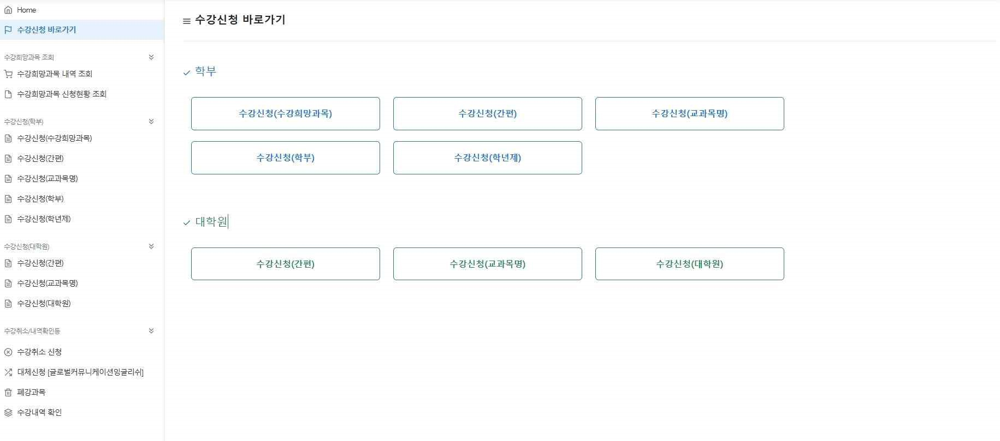 Home
수강신청 바로가기
수강희망과목 조회
수강희망과목 내역 조회
수강희망과목 신청현황 조회
수강신청(학부)
수강신청(수강희망과목)
수강신청(간편)
수강신청(교과목명)
수강신청(학부)
수강신청(학년제)
수강신청(대학원)
수강신청(간편)
수강신청(교과목명)
수강신청(대학원)
수강취소/내역확인등
수강취소 신청
대체신청 [글로벌커뮤니케이션잉글리쉬]
폐강과목
수강내역 확인
수강신청 바로가기
학부
수강신청(수강희망과목)
수강신청(간편)
수강신청(교과목명)
수강신청(학부)
수강신청(학년제)
대학원
수강신청(간편)
수강신청(교과목명)
수강신청(대학원)